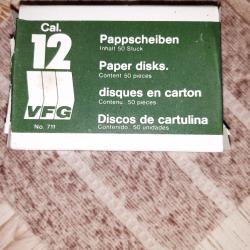 Cal.
12
VFG
No. 711
Pappscheiben
Inhalt 50 Stück
Paper disks.
Content 50 pieces
disques en carton
Contenu. 50 pièces
Discos de cartulina
Contenido. 50 unidades